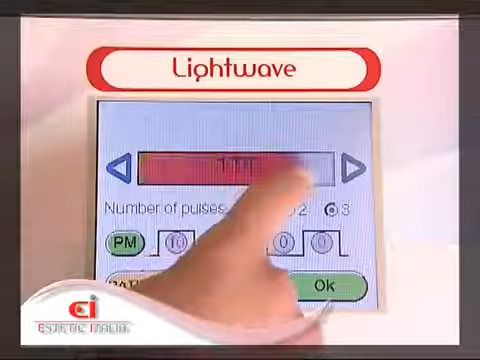 Lightwave
Number of pulses 2 3
PM 10 0 0
Ok
ESTETIC ITALIA